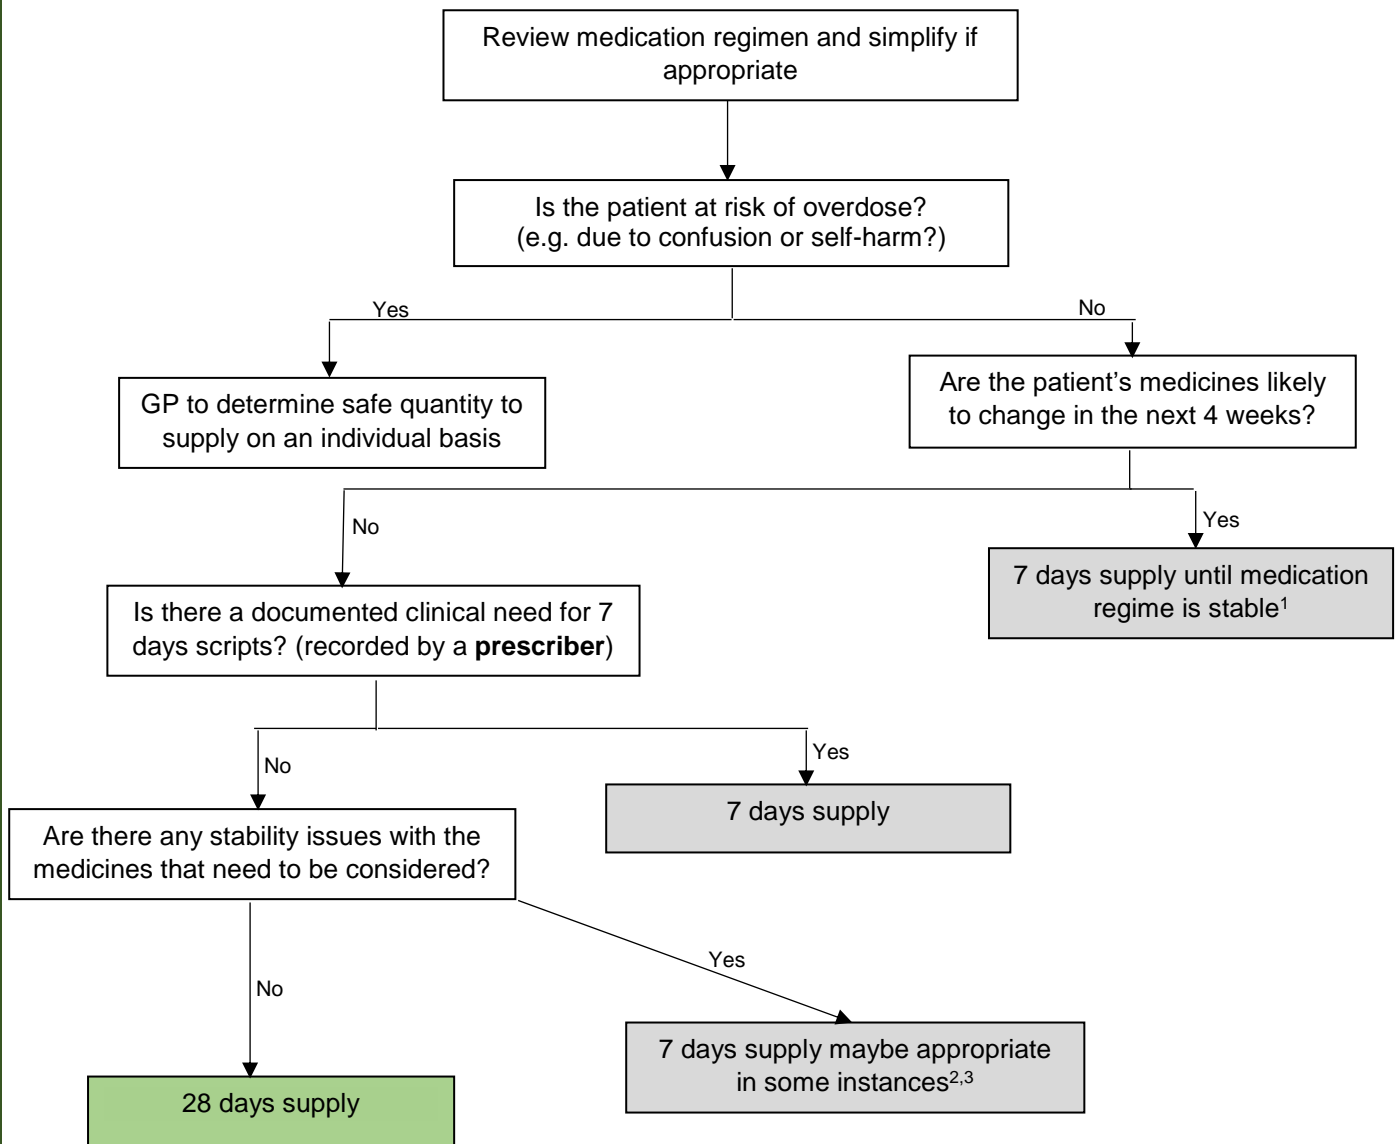 Review medication regimen and simplify if
appropriate
Is the patient at risk of overdose?
(e.g. due to confusion or self-harm?)
Yes
No
GP to determine safe quantity to
supply on an individual basis
Are the patient’s medicines likely
to change in the next 4 weeks?
No
Yes
7 days supply until medication
regime is stable¹
Is there a documented clinical need for 7
days scripts? (recorded by a prescriber)
No
Yes
7 days supply
Are there any stability issues with the
medicines that need to be considered?
Yes
No
7 days supply maybe appropriate
in some instances²,³
28 days supply